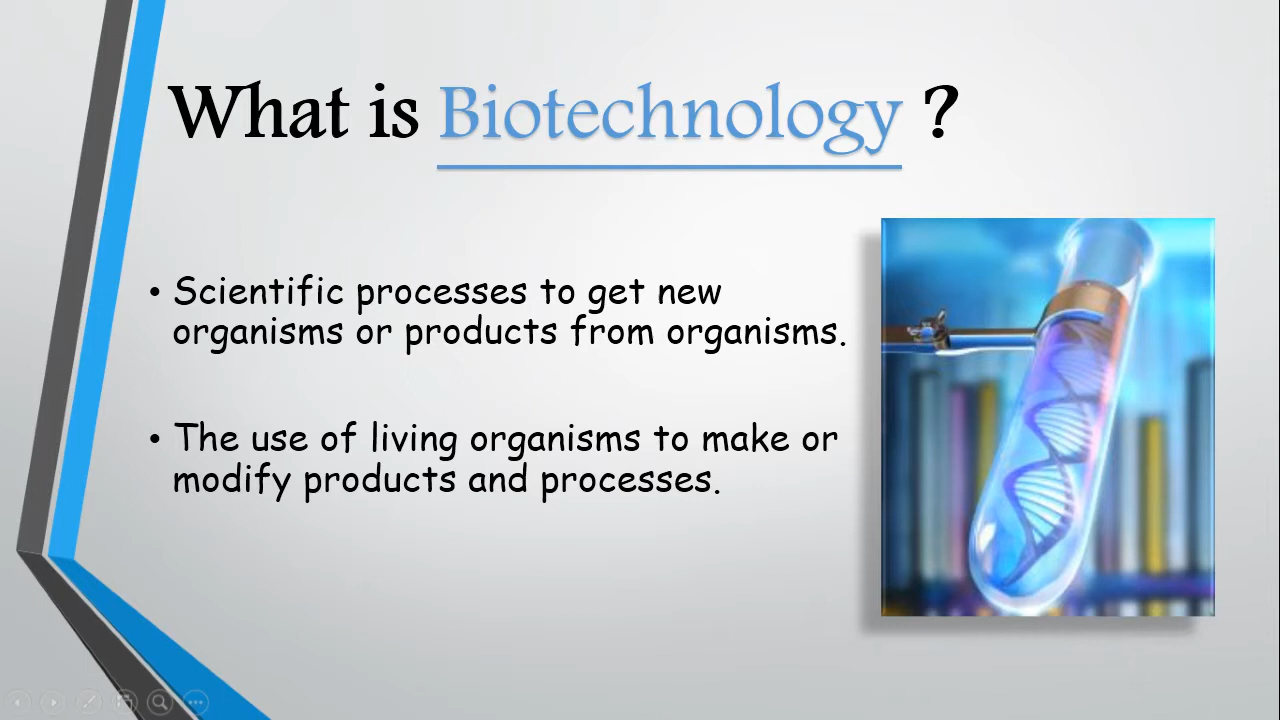 What is Biotechnology ?
• Scientific processes to get new
organisms or products from organisms.
• The use of living organisms to make or
modify products and processes.